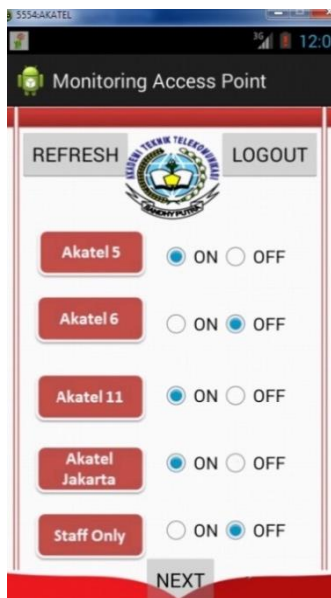 5554:AKATEL
3G 12:0
Monitoring Access Point
REFRESH
AKADEMI TEKNIK TELEKOMUNIKASI
SANDHY PUTRA
LOGOUT
Akatel 5 ON OFF
Akatel 6 ON OFF
Akatel 11 ON OFF
Akatel
Jakarta ON OFF
Staff Only ON OFF
NEXT